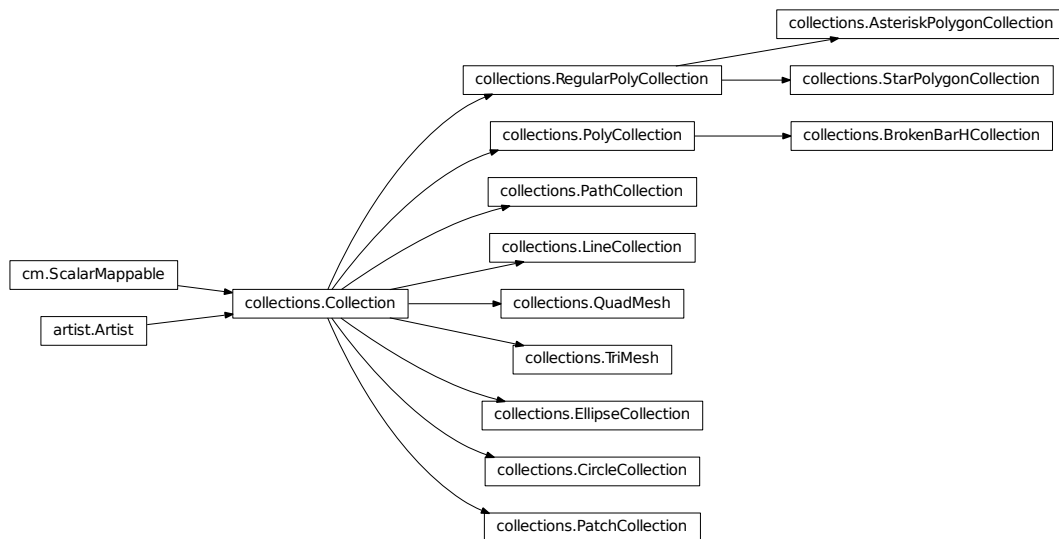 collections.AsteriskPolygonCollection
collections.RegularPolyCollection
collections.StarPolygonCollection
collections.PolyCollection
collections.BrokenBarHCollection
collections.PathCollection
collections.LineCollection
cm.ScalarMappable
collections.Collection
collections.QuadMesh
artist.Artist
collections.TriMesh
collections.EllipseCollection
collections.CircleCollection
collections.PatchCollection